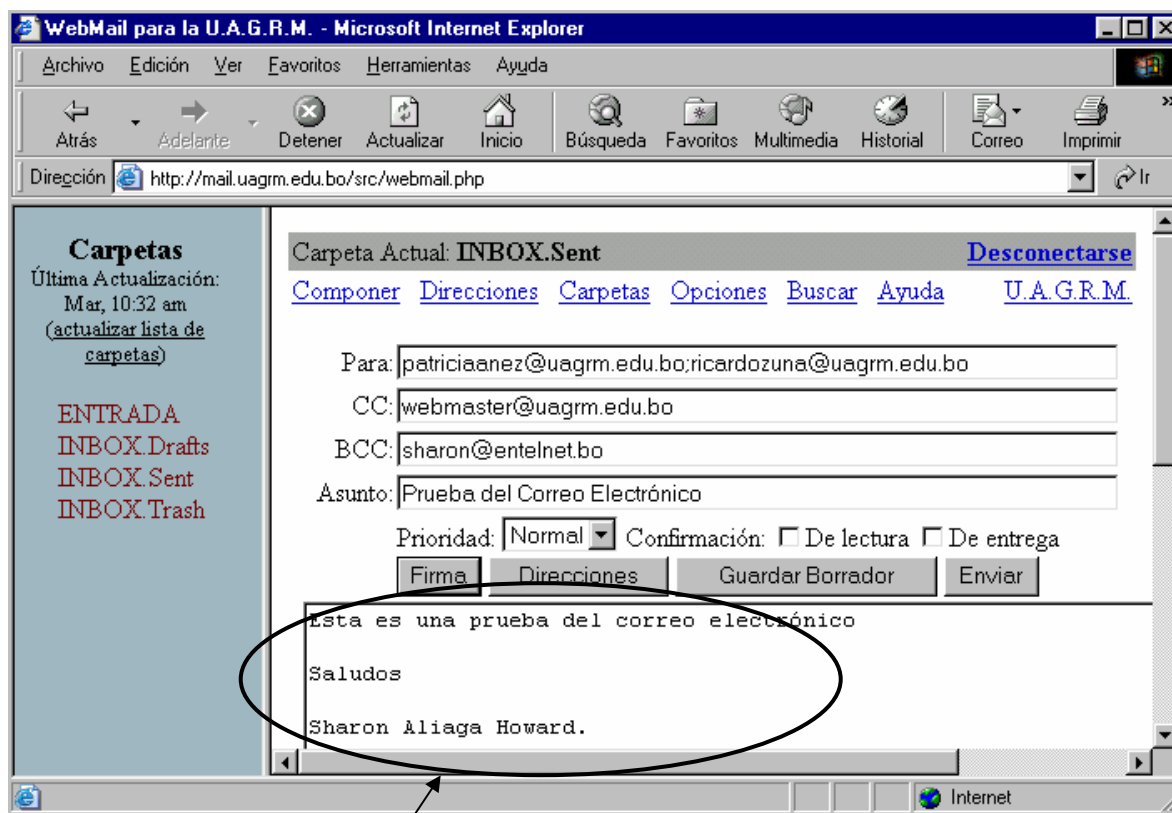 WebMail para la U.A.G.R.M. - Microsoft Internet Explorer
Archivo Edición Ver Favoritos Herramientas Ayuda
Atrás Adelante Detener Actualizar Inicio Búsqueda Favoritos Multimedia Historial Correo Imprimir »
Dirección http://mail.uagrm.edu.bo/src/webmail.php Ir
Carpetas
Última Actualización:
Mar, 10:32 am
(actualizar lista de
carpetas)
ENTRADA
INBOX.Drafts
INBOX.Sent
INBOX.Trash
Carpeta Actual: INBOX.Sent Desconectarse
Componer Direcciones Carpetas Opciones Buscar Ayuda U.A.G.R.M.
Para: patriciaanez@uagrm.edu.bo;ricardozuna@uagrm.edu.bo
CC: webmaster@uagrm.edu.bo
BCC: sharon@entelnet.bo
Asunto: Prueba del Correo Electrónico
Prioridad: Normal Confirmación: De lectura De entrega
Firma Direcciones Guardar Borrador Enviar
Esta es una prueba del correo electrónico
Saludos
Sharon Aliaga Howard.
Internet